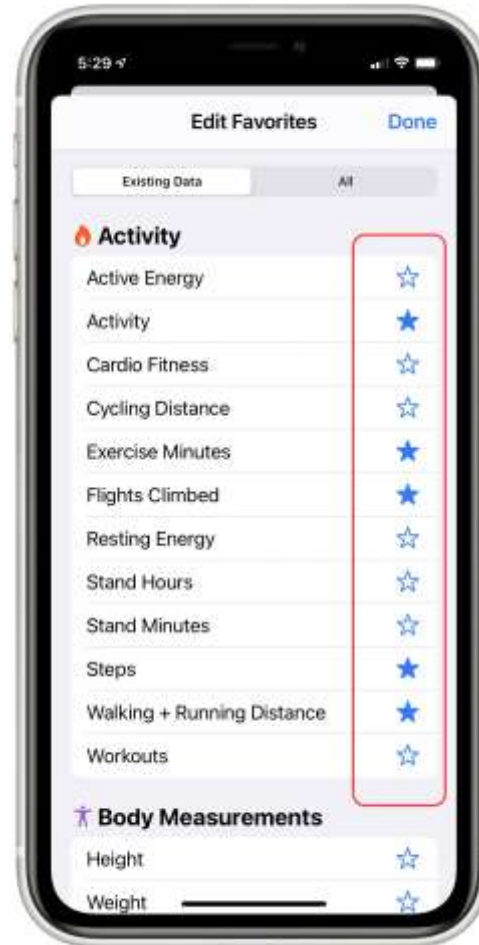 5:29
Edit Favorites
Done
Existing Data
All
Activity
Active Energy
Activity
Cardio Fitness
Cycling Distance
Exercise Minutes
Flights Climbed
Resting Energy
Stand Hours
Stand Minutes
Steps
Walking + Running Distance
Workouts
Body Measurements
Height
Weight